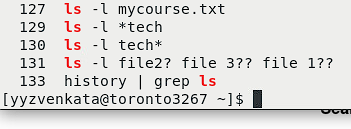 127 ls -l mycourse.txt
129 ls -l *tech
130 ls -l tech*
131 ls -l file2? file 3?? file 1??
133 history | grep ls
[yyzvenkata@toronto3267 ~]$